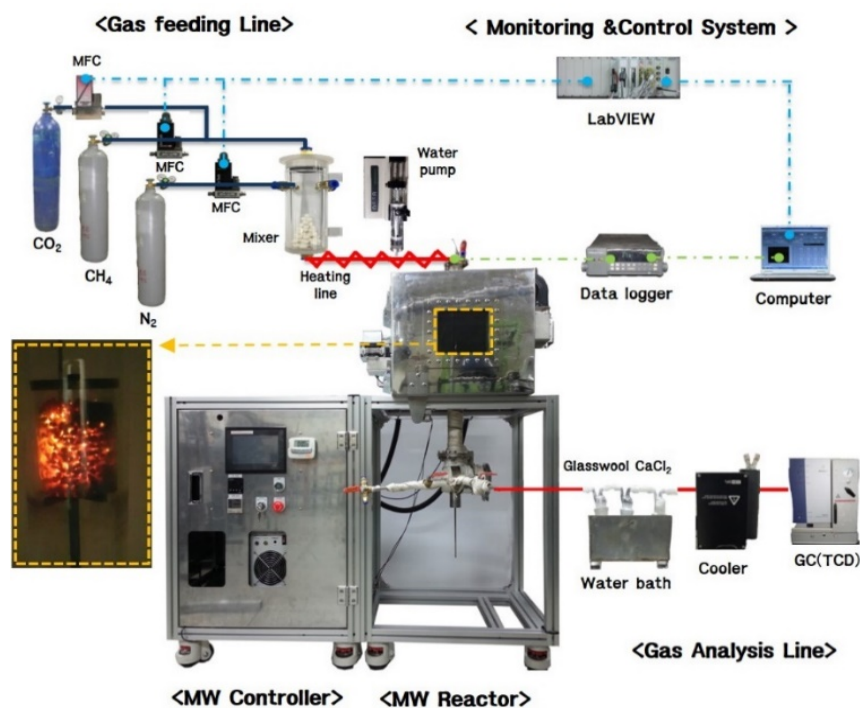 <Gas feeding Line>
< Monitoring &Control System >
MFC
LabVIEW
MFC
Water
pump
MFC
Mixer
CO₂
CH₄
N₂
Heating
line
Data logger
Computer
Glasswool CaCl₂
Water bath
Cooler
GC(TCD)
<Gas Analysis Line>
<MW Controller>
<MW Reactor>